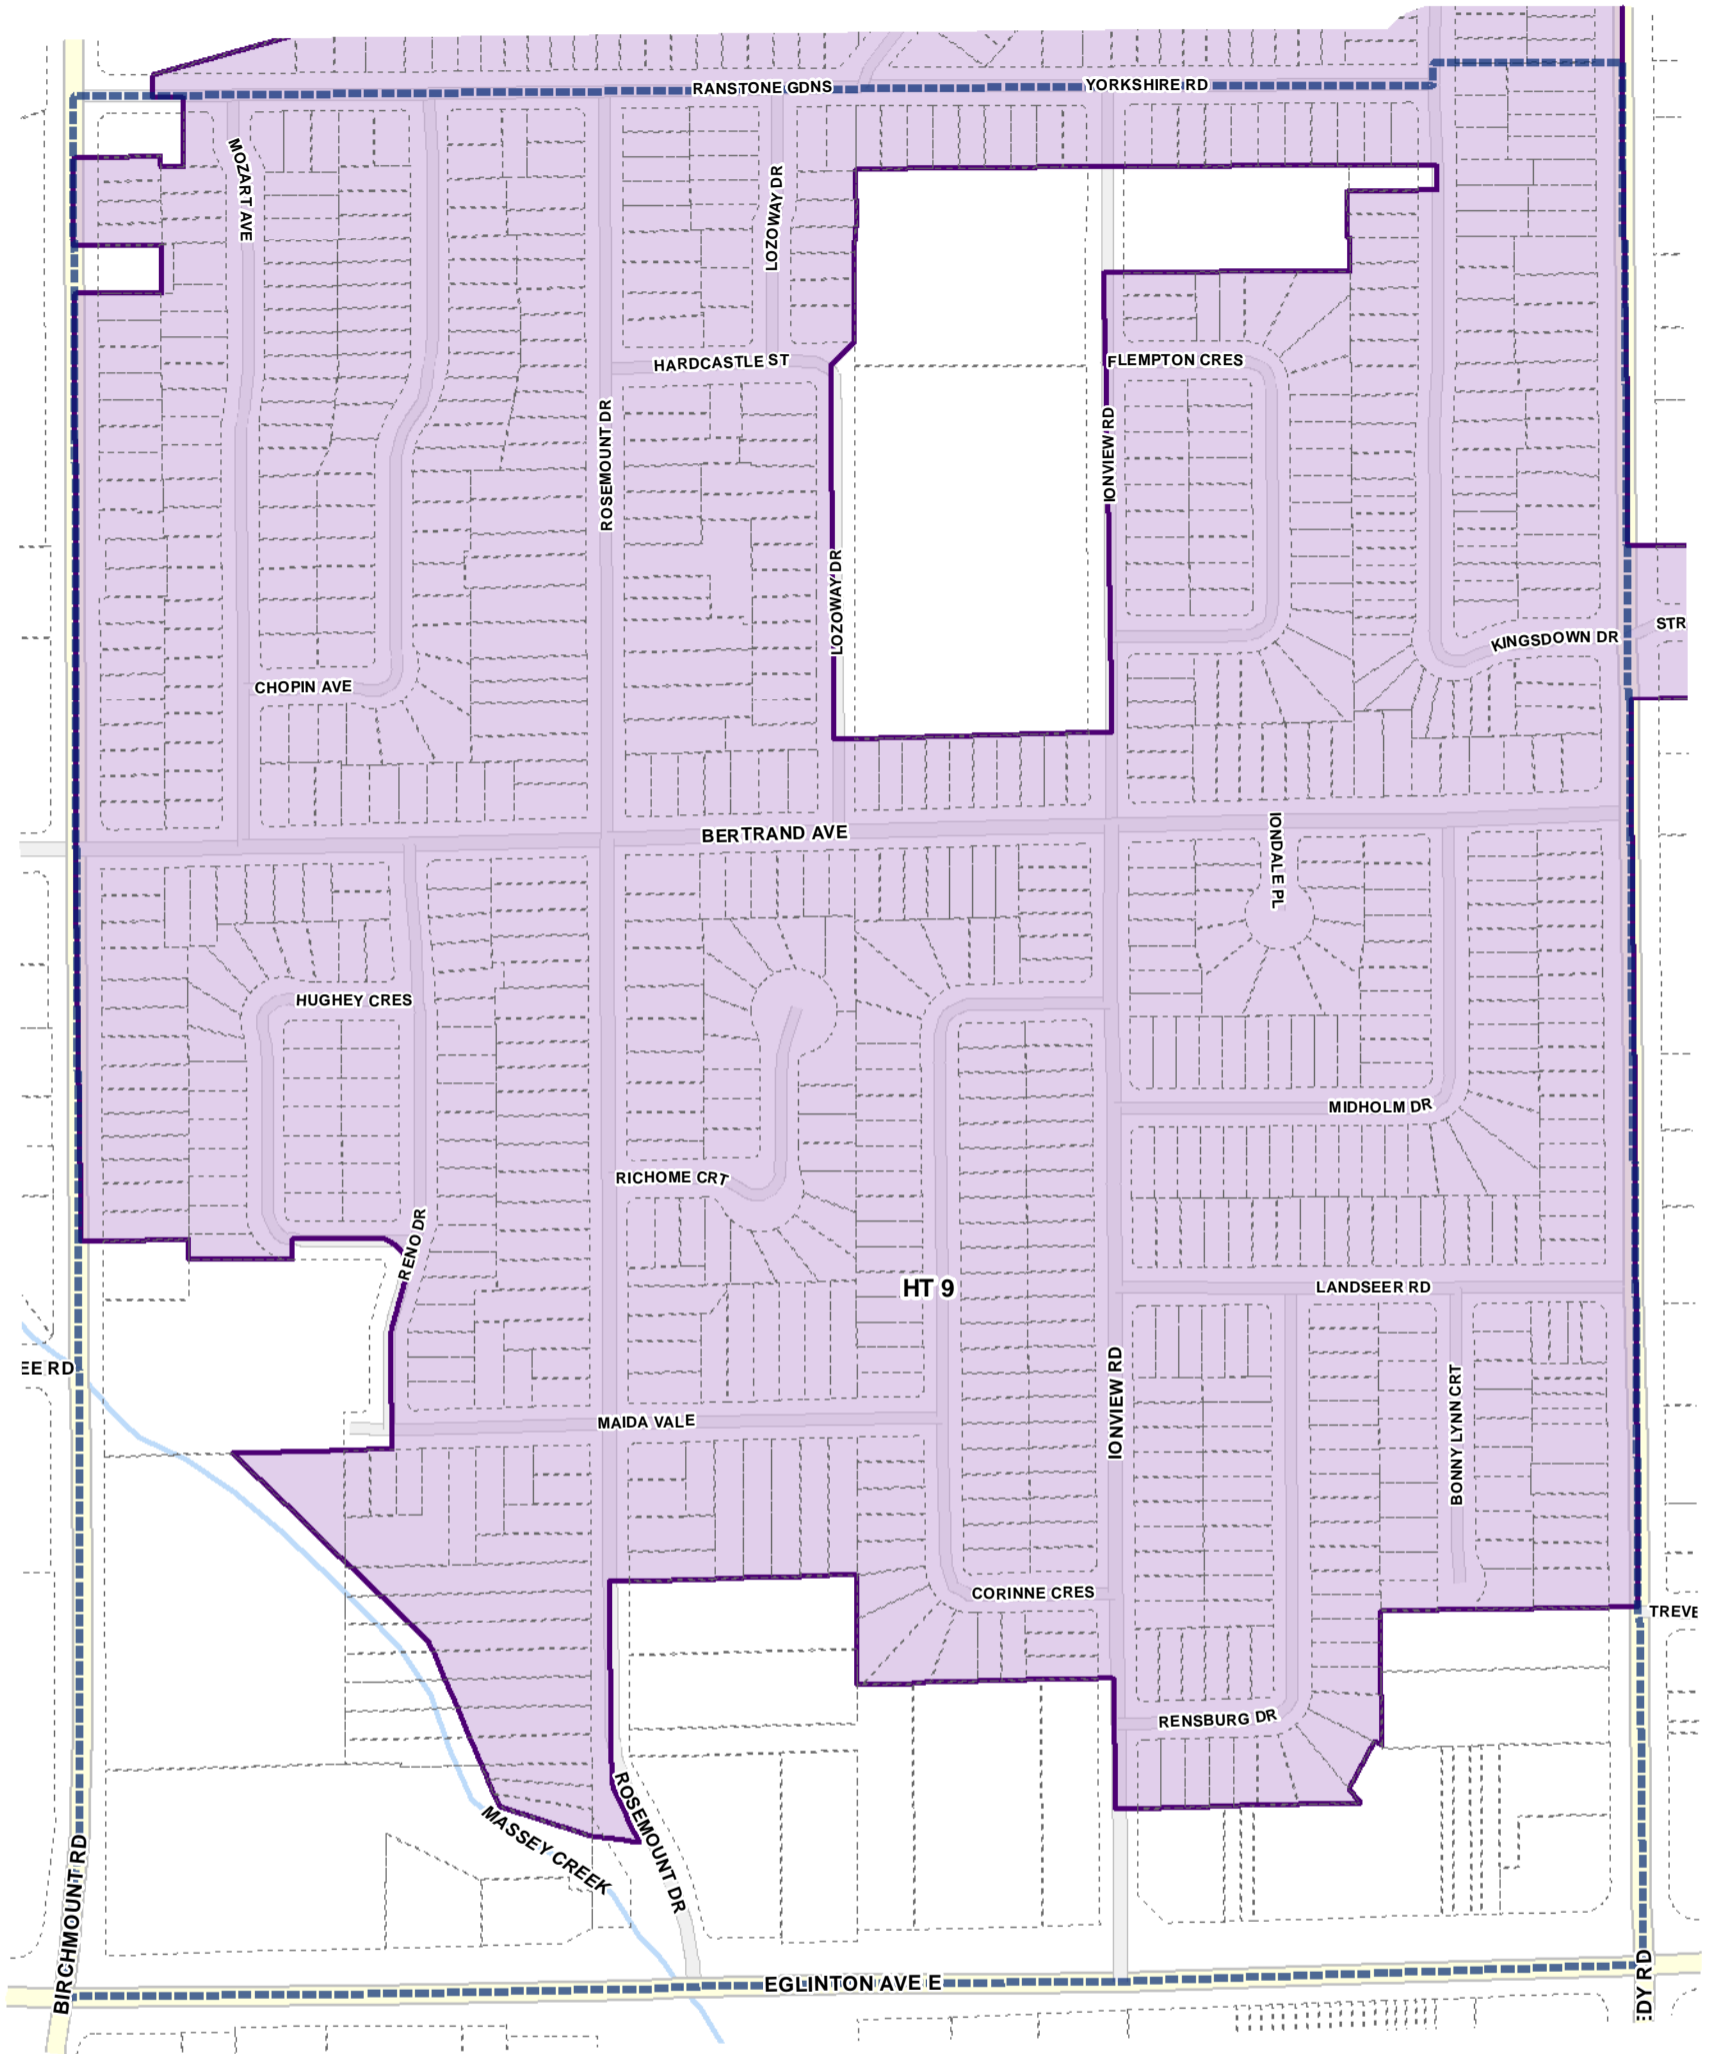 RANSTONE GDNS
YORKSHIRE RD
MOZART AVE
LOZOWAY DR
HARDCASTLE ST
FLEMPTON CRES
ROSEMOUNT DR
IONVIEW RD
LOZOWAY DR
STR
KINGSDOWN DR
CHOPIN AVE
BERTRAND AVE
IONDALE PL
HUGHEY CRES
MIDHOLM DR
RICHOME CRT
RENO DR
HT 9
LANDSEER RD
EE RD
IONVIEW RD
BONNY LYNN CRT
MAIDA VALE
CORINNE CRES
TREVE
RENSBURG DR
ROSEMOUNT DR
MASSEY CREEK
BIRCHMOUNT RD
EGLINTON AVE E
EDY RD